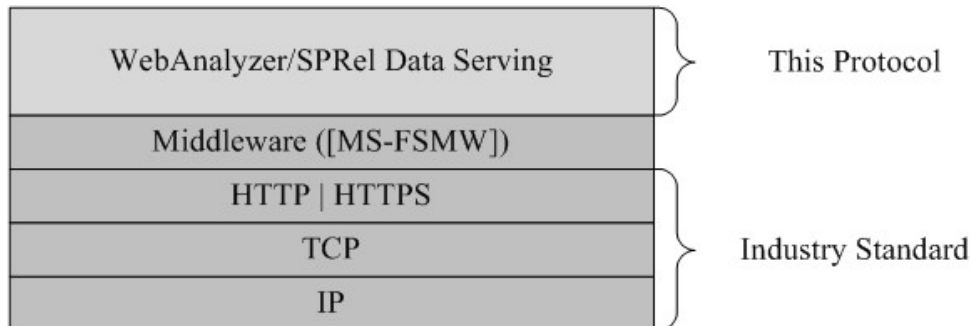 WebAnalyzer/SPRel Data Serving
This Protocol
Middleware ([MS-FSMW])
HTTP | HTTPS
TCP
Industry Standard
IP